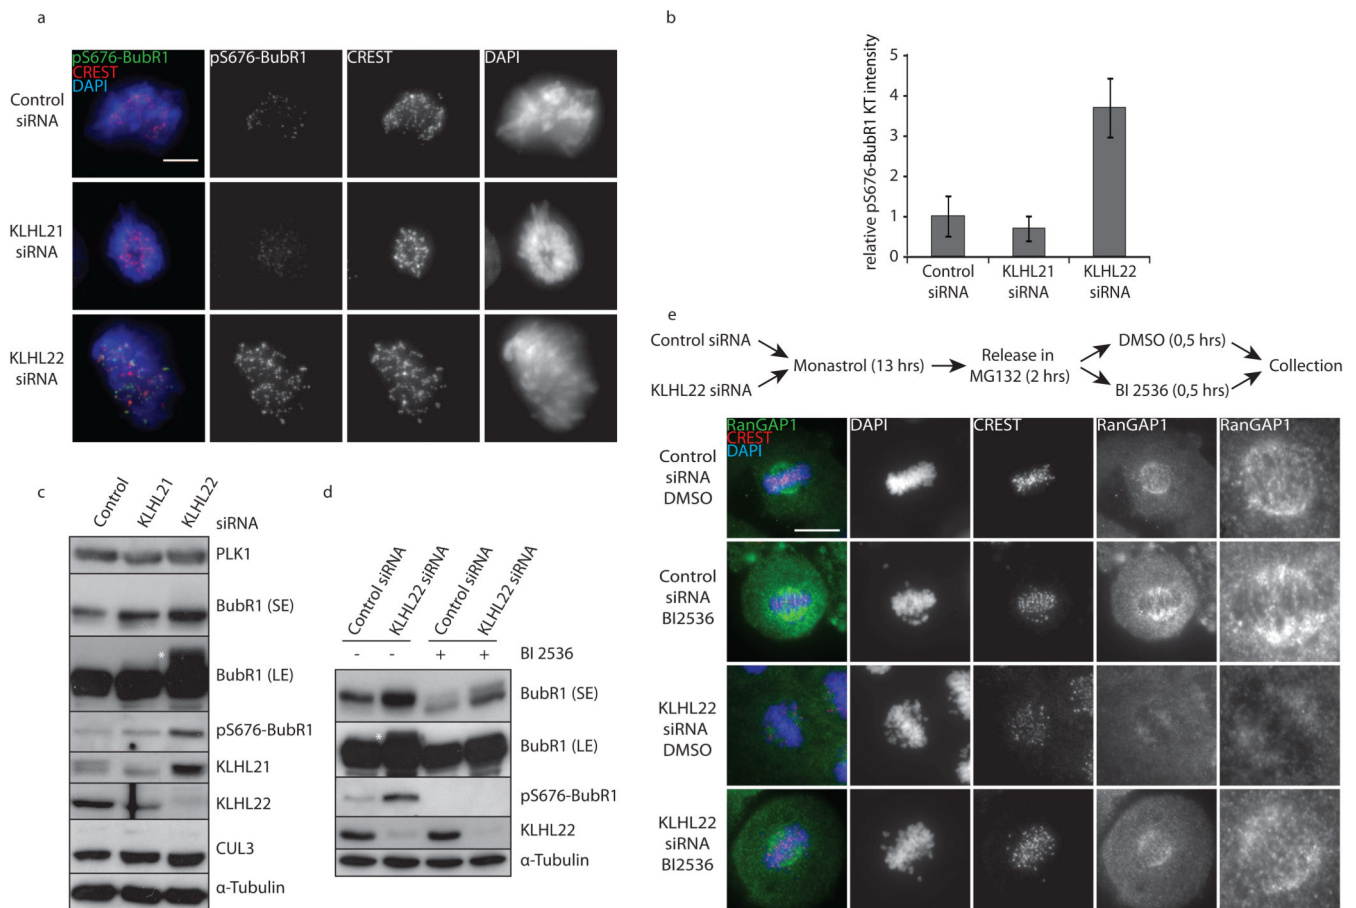 a
pS676-BubR1
CREST
DAPI
pS676-BubR1
CREST
DAPI
Control
siRNA
KLHL21
siRNA
KLHL22
siRNA
b
relative pS676-BubR1 KT intensity
5
4
3
2
1
0
Control
siRNA
KLHL21
siRNA
KLHL22
siRNA
c
Control
KLHL21
KLHL22
siRNA
PLK1
BubR1 (SE)
*
BubR1 (LE)
pS676-BubR1
KLHL21
KLHL22
CUL3
α-Tubulin
d
Control siRNA
KLHL22 siRNA
Control siRNA
KLHL22 siRNA
- - + + BI 2536
BubR1 (SE)
*
BubR1 (LE)
pS676-BubR1
KLHL22
α-Tubulin
e
Control siRNA
KLHL22 siRNA
Monastrol (13 hrs)
Release in
MG132 (2 hrs)
DMSO (0,5 hrs)
BI 2536 (0,5 hrs)
Collection
RanGAP1
CREST
DAPI
DAPI
CREST
RanGAP1
RanGAP1
Control
siRNA
DMSO
Control
siRNA
BI2536
KLHL22
siRNA
DMSO
KLHL22
siRNA
BI2536